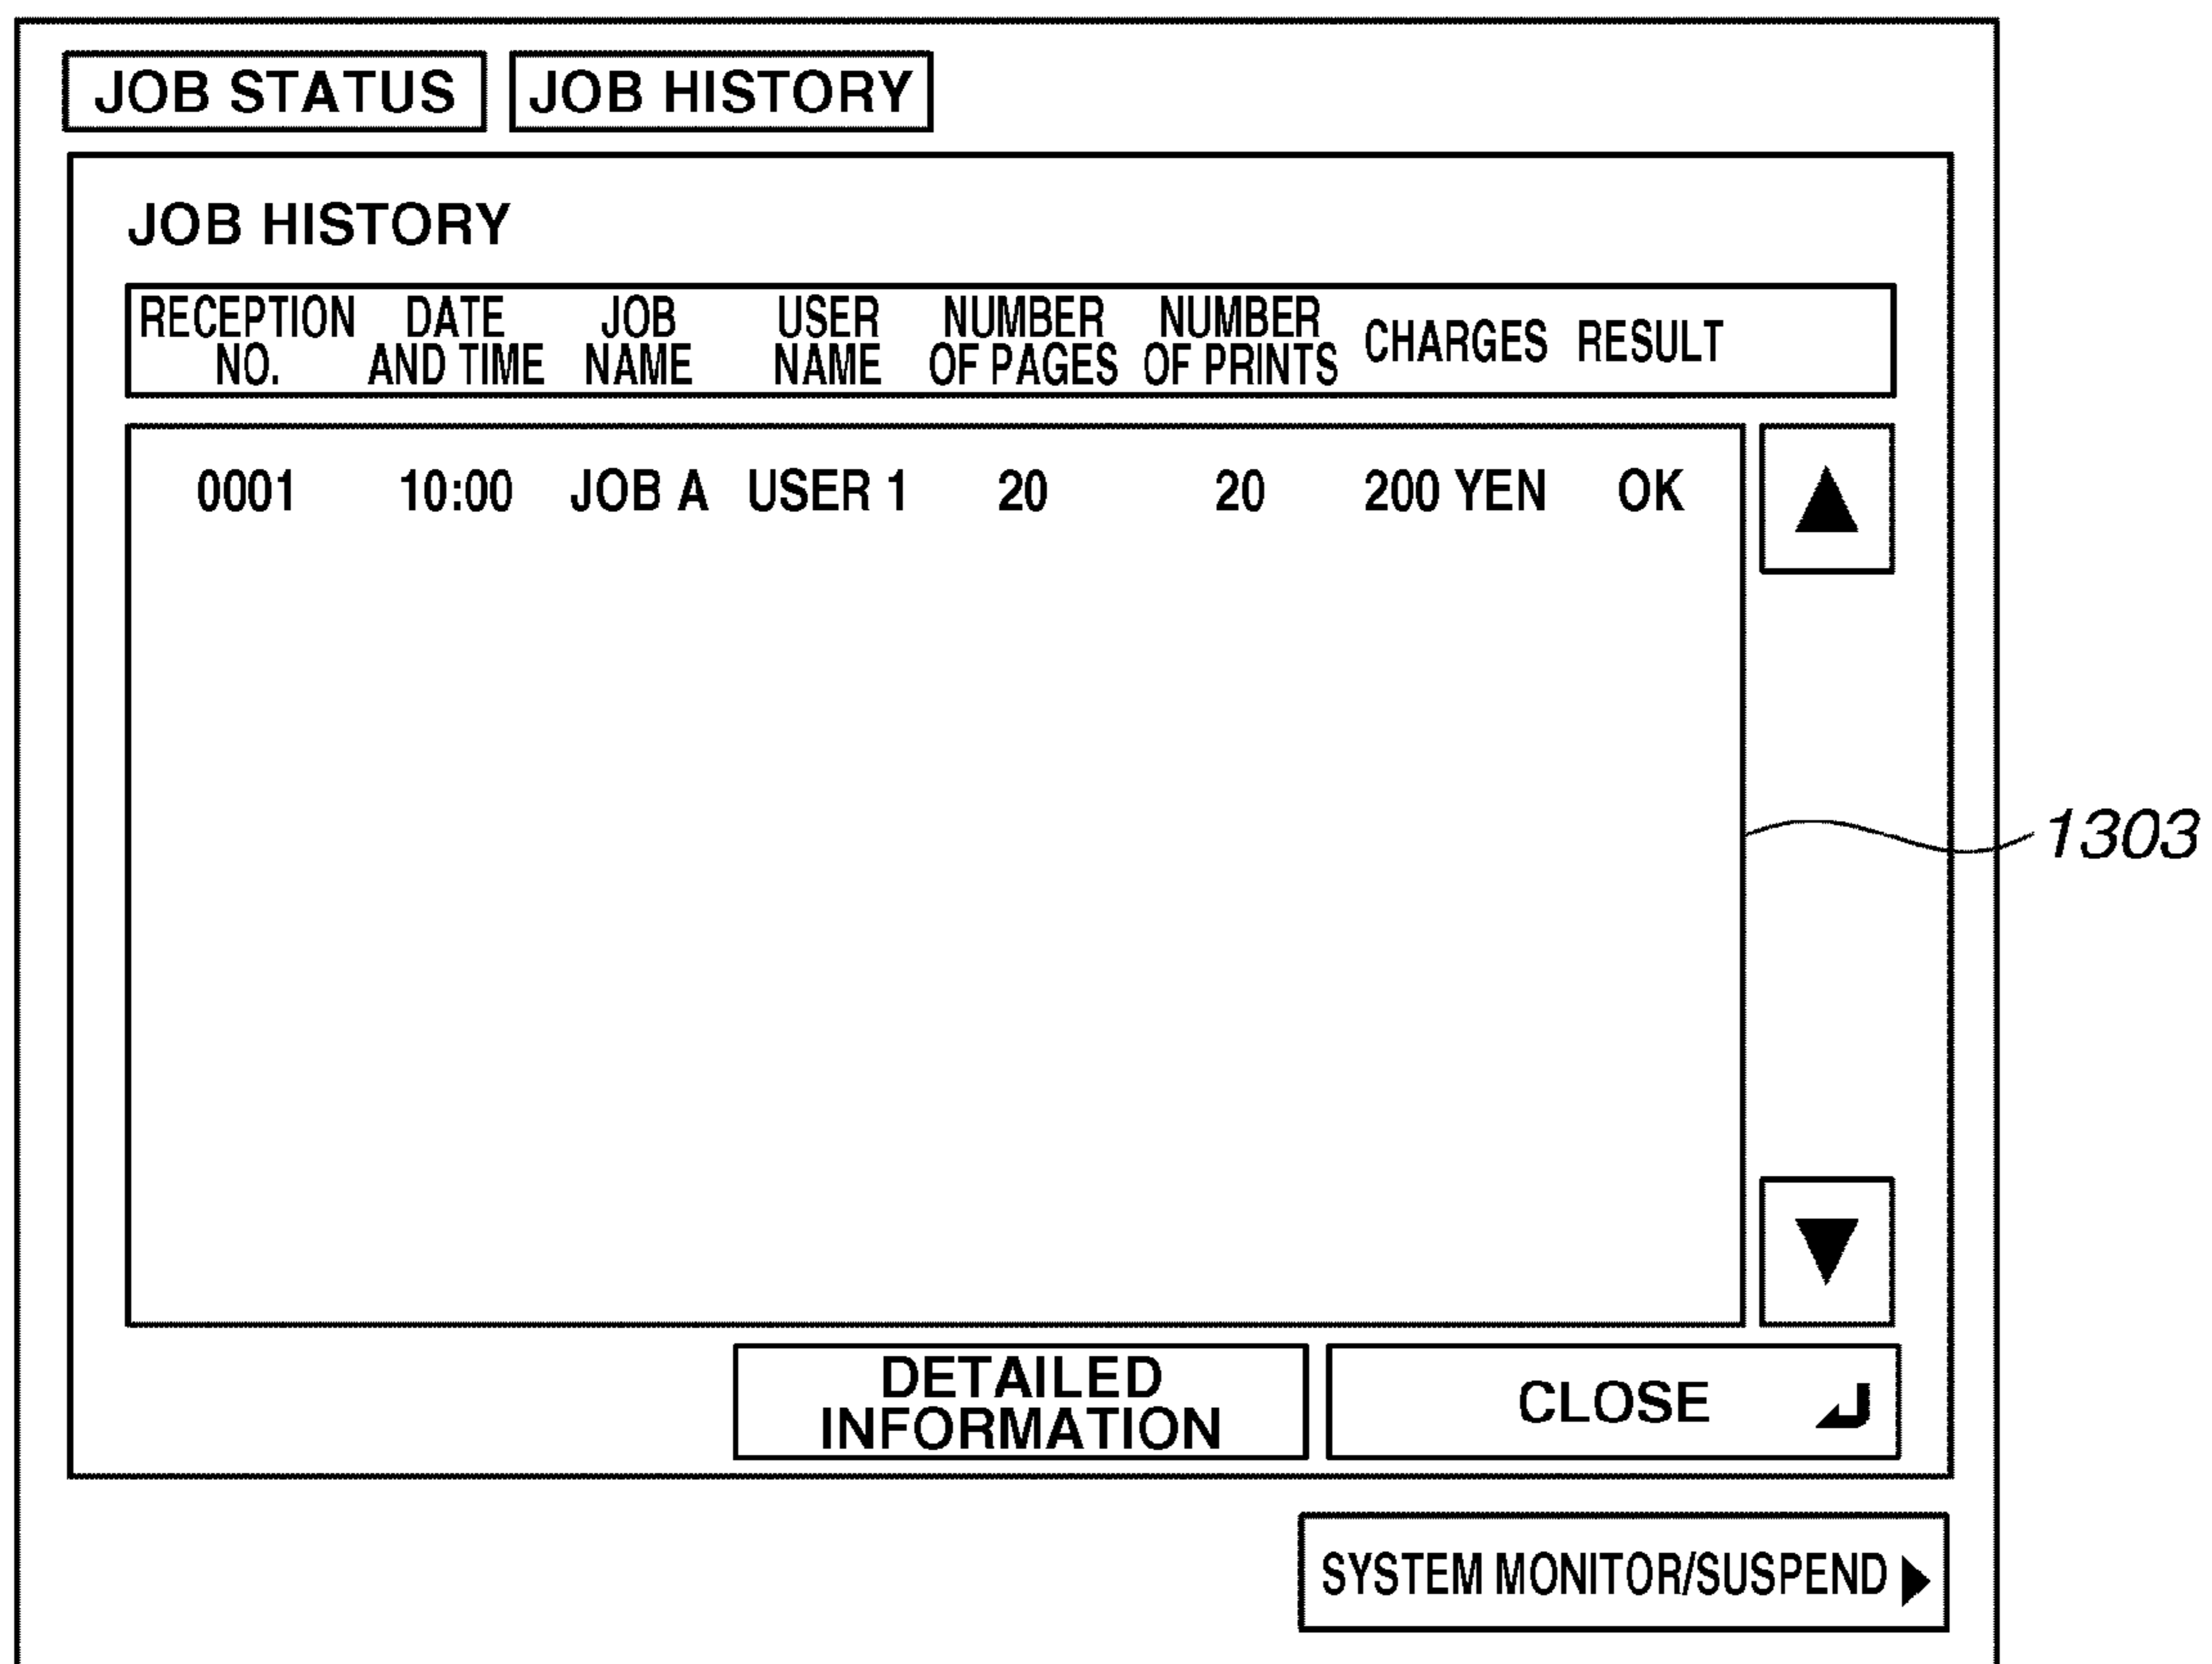 JOB STATUS JOB HISTORY
JOB HISTORY
RECEPTION NO. DATE AND TIME JOB NAME USER NAME NUMBER OF PAGES NUMBER OF PRINTS CHARGES RESULT
0001 10:00 JOB A USER 1 20 20 200 YEN OK
1303
DETAILED INFORMATION CLOSE
SYSTEM MONITOR/SUSPEND